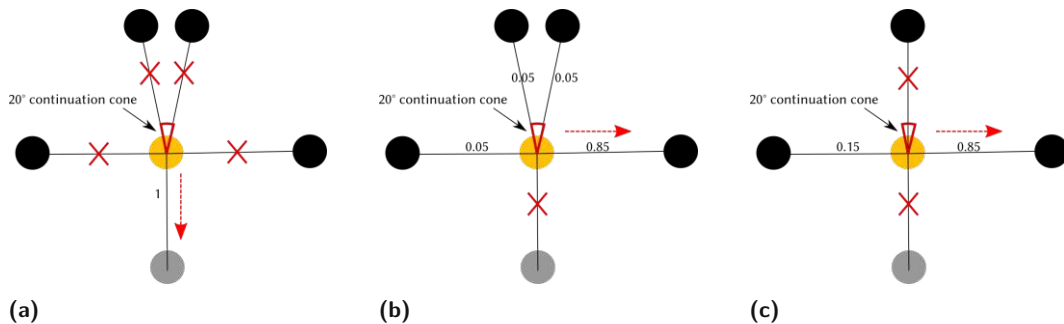 20° continuation cone
1
(a)
0.05
0.05
20° continuation cone
0.05
0.85
(b)
20° continuation cone
0.15
0.85
(c)